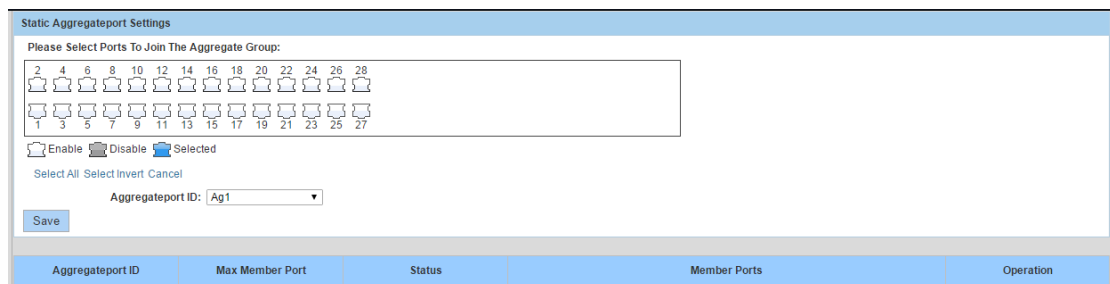 Static Aggregateport Settings
Please Select Ports To Join The Aggregate Group:
2 4 6 8 10 12 14 16 18 20 22 24 26 28
1 3 5 7 9 11 13 15 17 19 21 23 25 27
Enable Disable Selected
Select All Select Invert Cancel
Aggregateport ID: Ag1
Save
Aggregateport ID Max Member Port Status Member Ports Operation